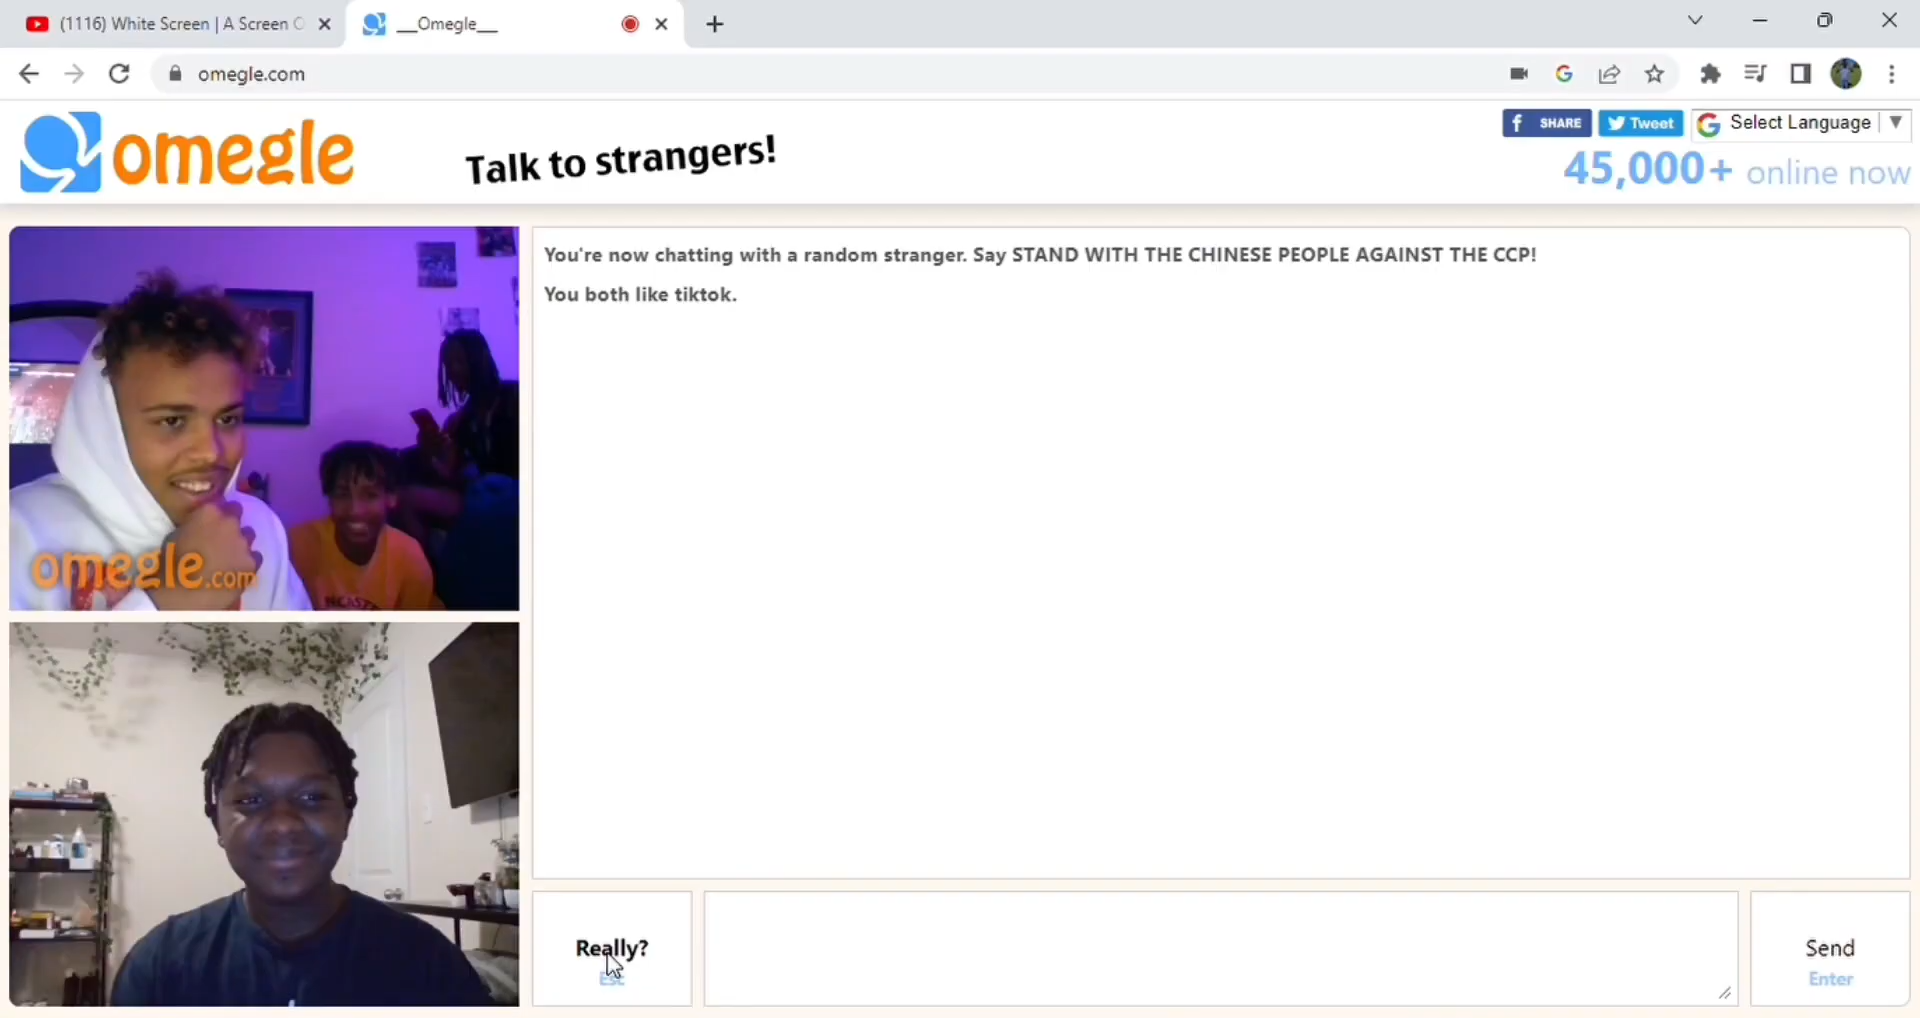 (1116) White Screen | A Screen O
__Omegle__
omegle.com
omegle
Talk to strangers!
SHARE
Tweet
Select Language
45,000+ online now
You're now chatting with a random stranger. Say STAND WITH THE CHINESE PEOPLE AGAINST THE CCP!
You both like tiktok.
omegle.com
Really?
Esc
Send
Enter